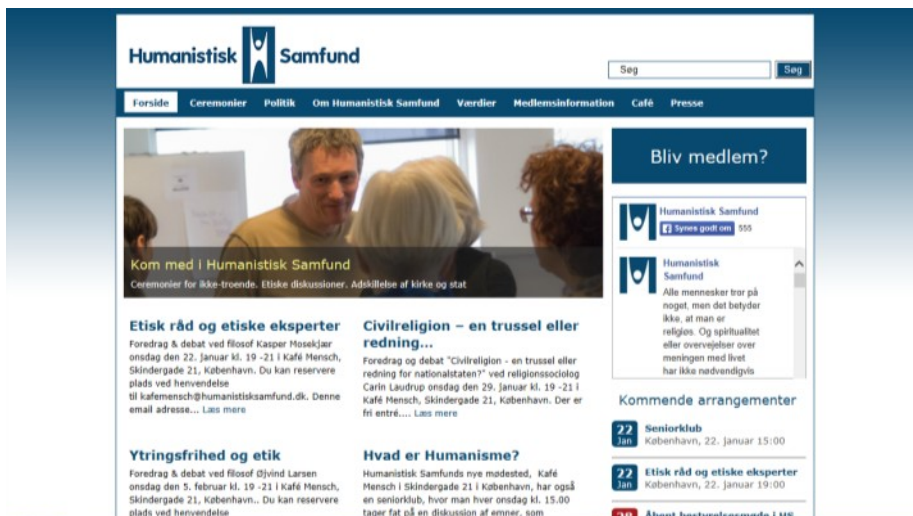 Humanistisk Samfund
Søg
Søg
Forside Ceremonier Politik Om Humanistisk Samfund Værdier Medlemsinformation Café Presse
Kom med i Humanistisk Samfund
Ceremonier for ikke-troende. Etiske diskussioner. Adskillelse af kirke og stat
Etisk råd og etiske eksperter
Foredrag & debat ved filosof Kasper Mosekjær
onsdag den 22. januar kl. 19 -21 i Kafé Mensch,
Skindergade 21, København. Du kan reservere
plads ved henvendelse
til kafemensch@humanistisksamfund.dk. Denne
email adresse... Læs mere
Civilreligion – en trussel eller
redning...
Foredrag og debat "Civilreligion - en trussel eller
redning for nationalstaten?" ved religionssociolog
Carin Laudrup onsdag den 29. januar kl. 19 -21 i
Kafé Mensch, Skindergade 21, København. Der er
fri entré.... Læs mere
Ytringsfrihed og etik
Foredrag & debat ved filosof Øjvind Larsen
onsdag den 5. februar kl. 19 -21 i Kafé Mensch,
Skindergade 21, København.. Du kan reservere
plads ved henvendelse
Hvad er Humanisme?
Humanistisk Samfunds nye mødested, Kafé
Mensch i Skindergade 21 i København, har også
en seniorklub, hvor man hver onsdag kl. 15.00
tager fat på en diskussion af emner, som
Bliv medlem?
Humanistisk Samfund
Synes godt om 555
Humanistisk
Samfund
Alle mennesker tror på
noget, men det betyder
ikke, at man er
religiøs. Og spiritualitet
eller overvejelser over
meningen med livet
har ikke nødvendigvis
Kommende arrangementer
22 Jan Seniorklub
København, 22. januar 15:00
22 Jan Etisk råd og etiske eksperter
København, 22. januar 19:00
28 Åbent bestyrelsesmøde i HS